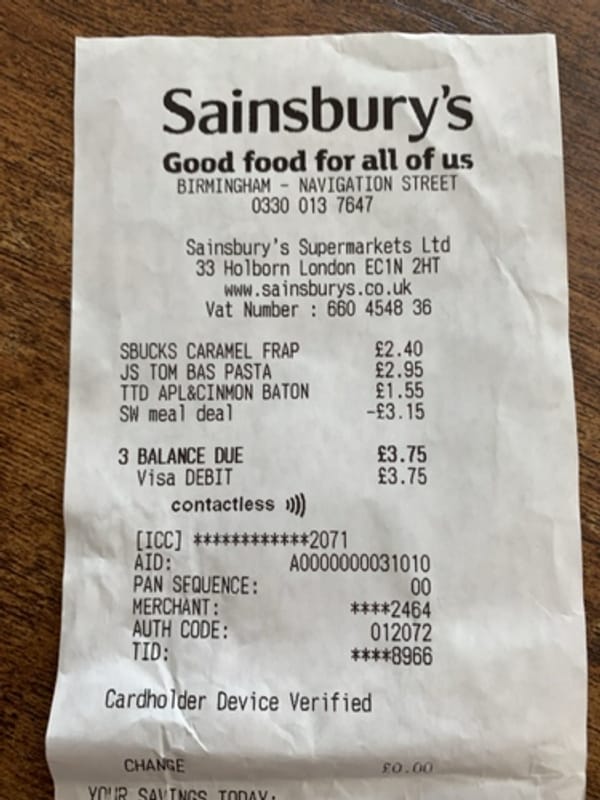 Sainsbury's
Good food for all of us
BIRMINGHAM - NAVIGATION STREET
0330 013 7647
Sainsbury's Supermarkets Ltd
33 Holborn London EC1N 2HT
www.sainsburys.co.uk
Vat Number : 660 4548 36
SBUCKS CARAMEL FRAP £2.40
JS TOM BAS PASTA £2.95
TTD APL&CINMON BATON £1.55
SW meal deal -£3.15
3 BALANCE DUE £3.75
Visa DEBIT £3.75
contactless
[ICC] ************2071
AID: A0000000031010
PAN SEQUENCE: 00
MERCHANT: ****2464
AUTH CODE: 012072
TID: ****8966
Cardholder Device Verified
CHANGE £0.00
YOUR SAVINGS TODAY: